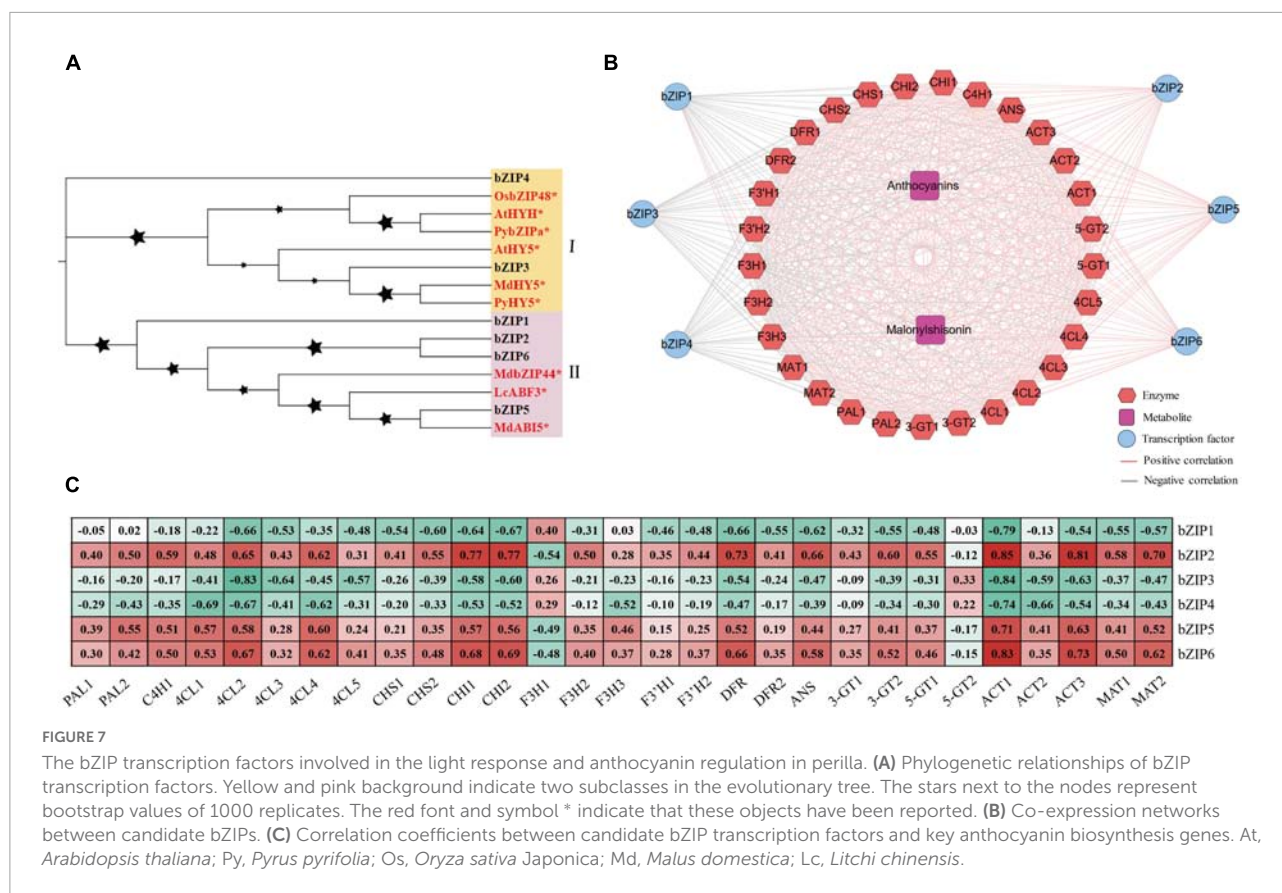 A
bZIP4
OsbZIP48*
AtHYH*
PybZIPa*
AtHY5*
I
bZIP3
MdHY5*
PyHY5*
bZIP1
bZIP2
bZIP6
MdbZIP44*
II
LcABF3*
bZIP5
MdABI5*
B
bZIP1
bZIP2
bZIP3
bZIP5
bZIP4
bZIP6
CHI1
C4H1
ANS
ACT3
ACT2
ACT1
5-GT2
5-GT1
4CL5
4CL4
4CL3
4CL2
4CL1
3-GT2
3-GT1
PAL2
PAL1
MAT2
MAT1
F3H3
F3H2
F3H1
F3'H2
F3'H1
DFR2
DFR1
CHS2
CHS1
CHI2
Anthocyanins
Malonylshisonin
Enzyme
Metabolite
Transcription factor
Positive correlation
Negative correlation
C
-0.05 0.02 -0.18 -0.22 -0.66 -0.53 -0.35 -0.48 -0.54 -0.60 -0.64 -0.67 0.40 -0.31 0.03 -0.46 -0.48 -0.66 -0.55 -0.62 -0.32 -0.55 -0.48 -0.03 -0.79 -0.13 -0.54 -0.55 -0.57 bZIP1
0.40 0.50 0.59 0.48 0.65 0.43 0.62 0.31 0.41 0.55 0.77 0.77 -0.54 0.50 0.28 0.35 0.44 0.73 0.41 0.66 0.43 0.60 0.55 -0.12 0.85 0.36 0.81 0.58 0.70 bZIP2
-0.16 -0.20 -0.17 -0.41 -0.83 -0.64 -0.45 -0.57 -0.26 -0.39 -0.58 -0.60 0.26 -0.21 -0.23 -0.16 -0.23 -0.54 -0.24 -0.47 -0.09 -0.39 -0.31 0.33 -0.84 -0.59 -0.63 -0.37 -0.47 bZIP3
-0.29 -0.43 -0.35 -0.69 -0.67 -0.41 -0.62 -0.31 -0.20 -0.33 -0.53 -0.52 0.29 -0.12 -0.52 -0.10 -0.19 -0.47 -0.17 -0.39 -0.09 -0.34 -0.30 0.22 -0.74 -0.66 -0.54 -0.34 -0.43 bZIP4
0.39 0.55 0.51 0.57 0.58 0.28 0.60 0.24 0.21 0.35 0.57 0.56 -0.49 0.35 0.46 0.15 0.25 0.52 0.19 0.44 0.27 0.41 0.37 -0.17 0.71 0.41 0.63 0.41 0.52 bZIP5
0.30 0.42 0.50 0.53 0.67 0.32 0.62 0.41 0.35 0.48 0.68 0.69 -0.48 0.40 0.37 0.28 0.37 0.66 0.35 0.58 0.35 0.52 0.46 -0.15 0.83 0.35 0.73 0.50 0.62 bZIP6
PAL1 PAL2 C4H1 4CL1 4CL2 4CL3 4CL4 4CL5 CHS1 CHS2 CHI1 CHI2 F3H1 F3H2 F3H3 F3'H1 F3'H2 DFR DFR2 ANS 3-GT1 3-GT2 5-GT1 5-GT2 ACT1 ACT2 ACT3 MAT1 MAT2
FIGURE 7
The bZIP transcription factors involved in the light response and anthocyanin regulation in perilla. (A) Phylogenetic relationships of bZIP
transcription factors. Yellow and pink background indicate two subclasses in the evolutionary tree. The stars next to the nodes represent
bootstrap values of 1000 replicates. The red font and symbol * indicate that these objects have been reported. (B) Co-expression networks
between candidate bZIPs. (C) Correlation coefficients between candidate bZIP transcription factors and key anthocyanin biosynthesis genes. At,
Arabidopsis thaliana; Py, Pyrus pyrifolia; Os, Oryza sativa Japonica; Md, Malus domestica; Lc, Litchi chinensis.